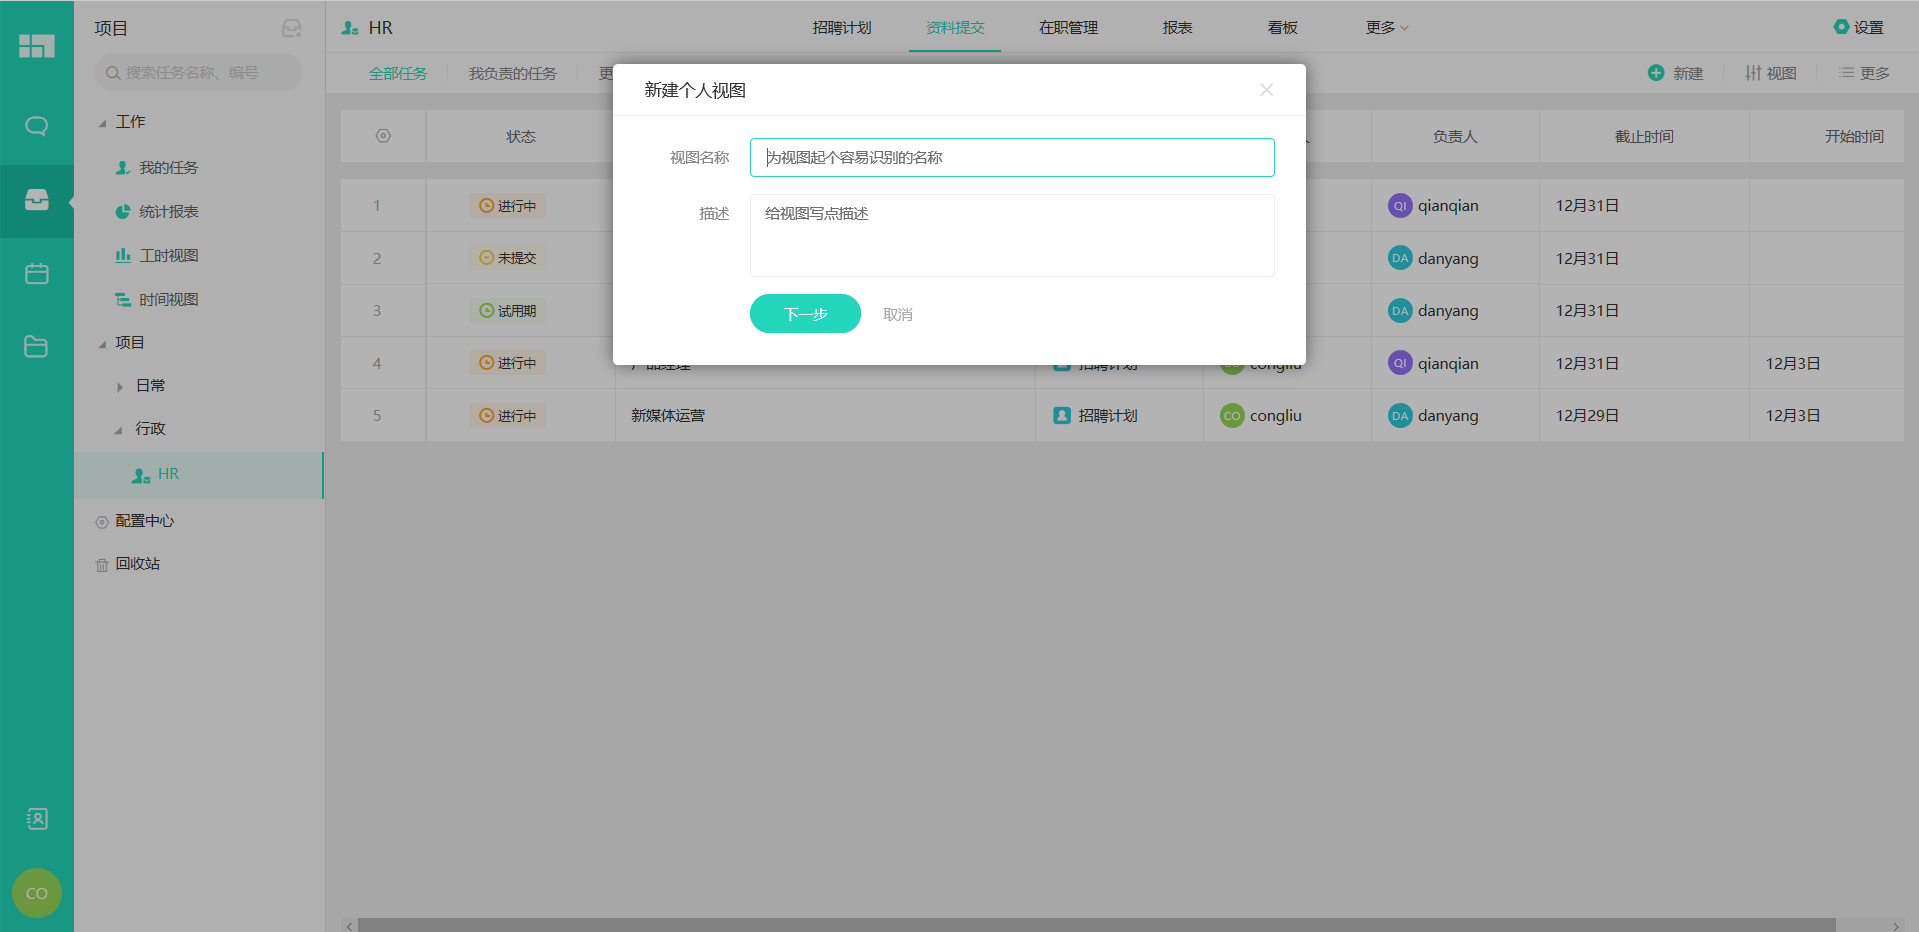 项目
HR
招聘计划
资料提交
在职管理
报表
看板
更多
设置
搜索任务名称、编号
全部任务
我负责的任务
更
新建
视图
更多
新建个人视图
视图名称
为视图起个容易识别的名称
描述
给视图写点描述
下一步
取消
工作
我的任务
统计报表
工时视图
时间视图
项目
日常
行政
HR
配置中心
回收站
CO
状态
负责人
截止时间
开始时间
1 进行中 QI qianqian 12月31日
2 未提交 DA danyang 12月31日
3 试用期 DA danyang 12月31日
4 进行中 产品经理 招聘计划 congliu QI qianqian 12月31日 12月3日
5 进行中 新媒体运营 招聘计划 CO congliu DA danyang 12月29日 12月3日